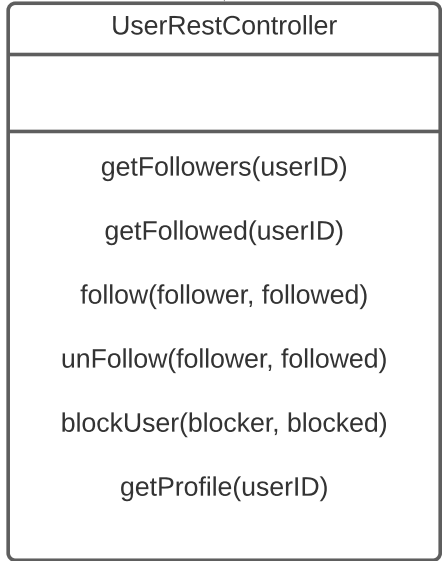 UserRestController
getFollowers(userID)
getFollowed(userID)
follow(follower, followed)
unFollow(follower, followed)
blockUser(blocker, blocked)
getProfile(userID)